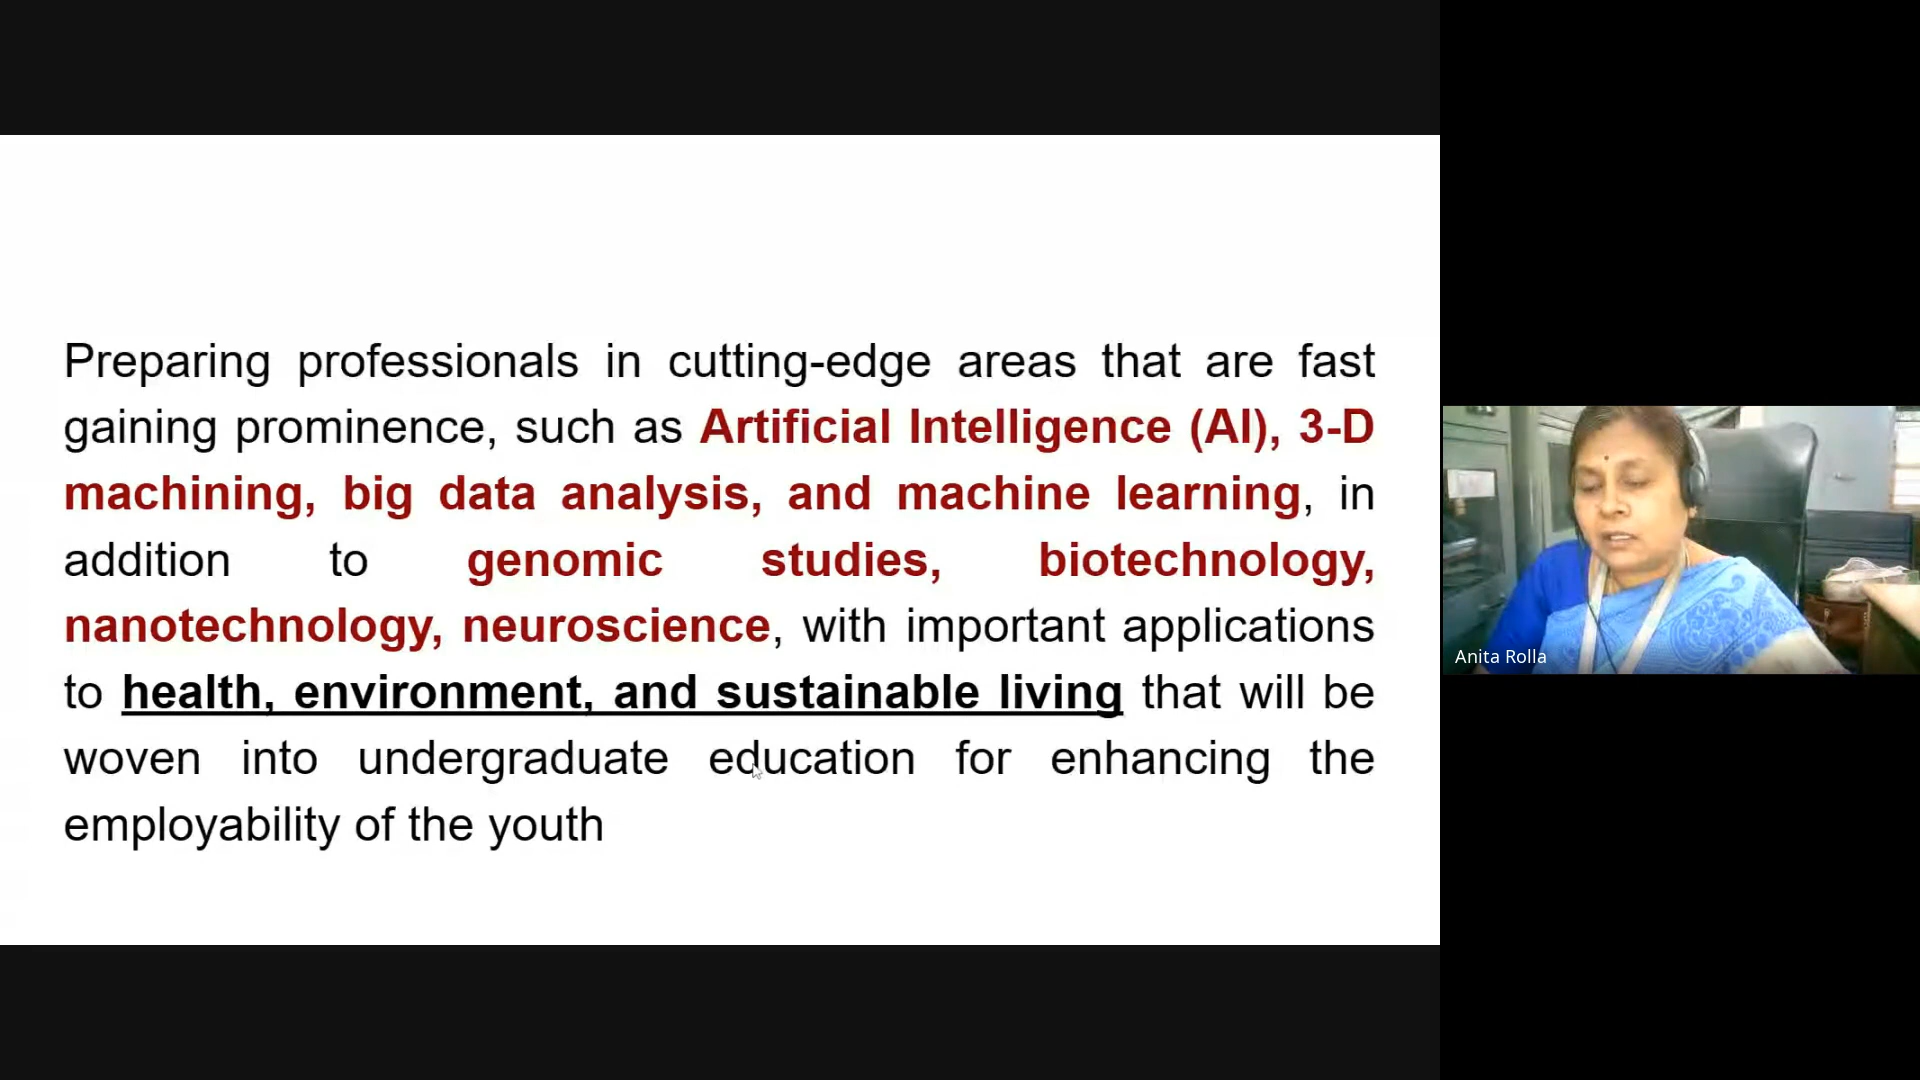 Preparing professionals in cutting-edge areas that are fast
gaining prominence, such as Artificial Intelligence (AI), 3-D
machining, big data analysis, and machine learning, in
addition to genomic studies, biotechnology,
nanotechnology, neuroscience, with important applications
to health, environment, and sustainable living that will be
woven into undergraduate education for enhancing the
employability of the youth
Anita Rolla